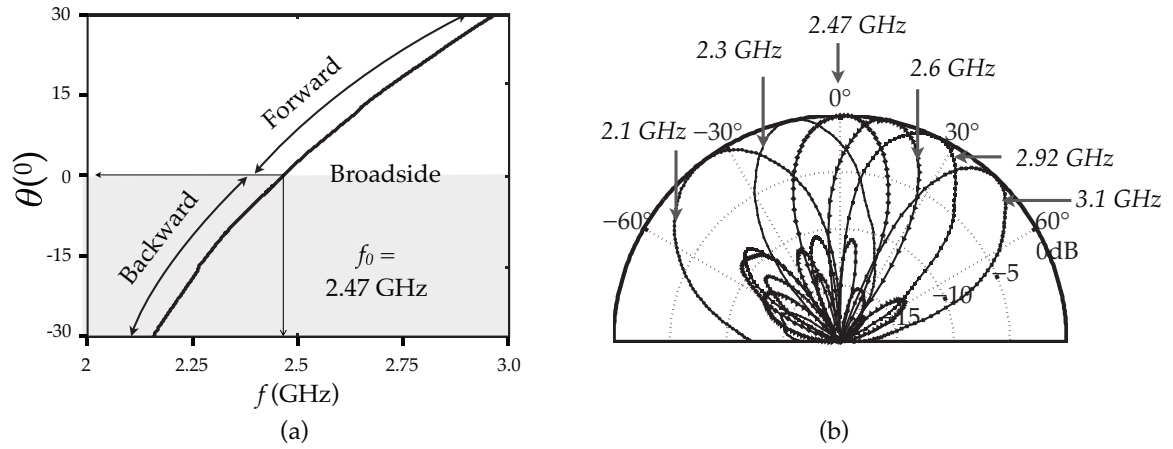 30
15
0
-15
-30
θ(⁰)
Forward
Backward
Broadside
f₀ =
2.47 GHz
2
2.25
2.5
2.75
3.0
f (GHz)
(a)
2.47 GHz
2.3 GHz
2.6 GHz
0°
2.1 GHz
−30°
30°
2.92 GHz
3.1 GHz
−60°
60°
0dB
−5
−10
−15
(b)